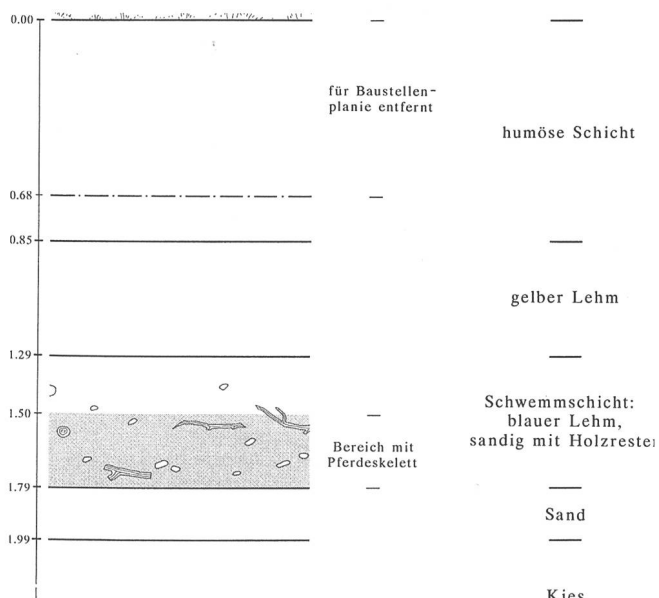 0.00
für Baustellen-
planie entfernt
humöse Schicht
0.68
0.85
gelber Lehm
1.29
1.50
Schwemmschicht:
blauer Lehm,
sandig mit Holzreste
Bereich mit
Pferdeskelett
1.79
Sand
1.99
Kies